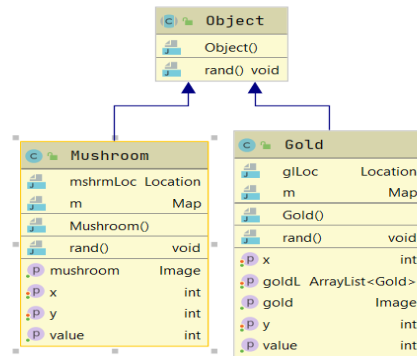 Object
Object()
rand() void
Mushroom
mshrmLoc Location
m Map
Mushroom()
rand() void
mushroom Image
x int
y int
value int
Gold
glLoc Location
m Map
Gold()
rand() void
x int
goldL ArrayList<Gold>
gold Image
y int
value int